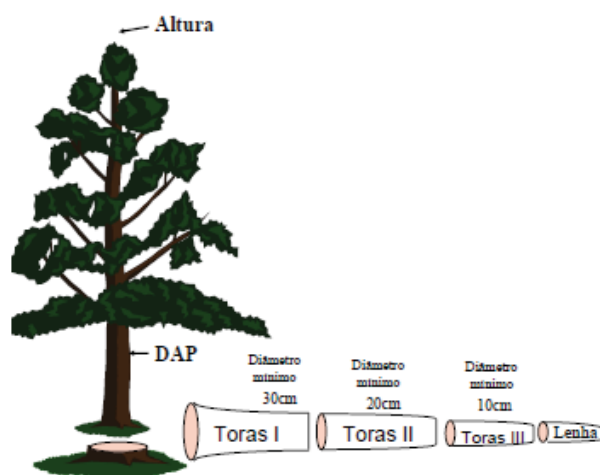 Altura
DAP
Diâmetro
mínimo
30cm
Diâmetro
mínimo
20cm
Diâmetro
mínimo
10cm
Toras I
Toras II
Toras III
Lenha